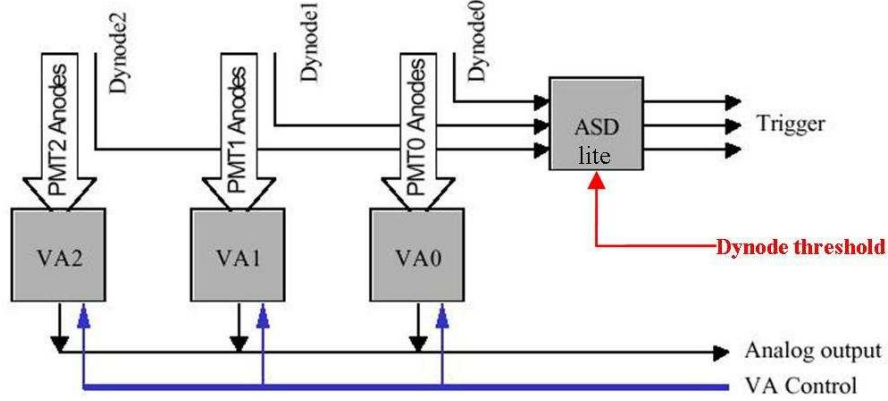 Dynode2
Dynode1
Dynode0
PMT2 Anodes
PMT1 Anodes
PMT0 Anodes
ASD
lite
Trigger
VA2
VA1
VA0
Dynode threshold
Analog output
VA Control